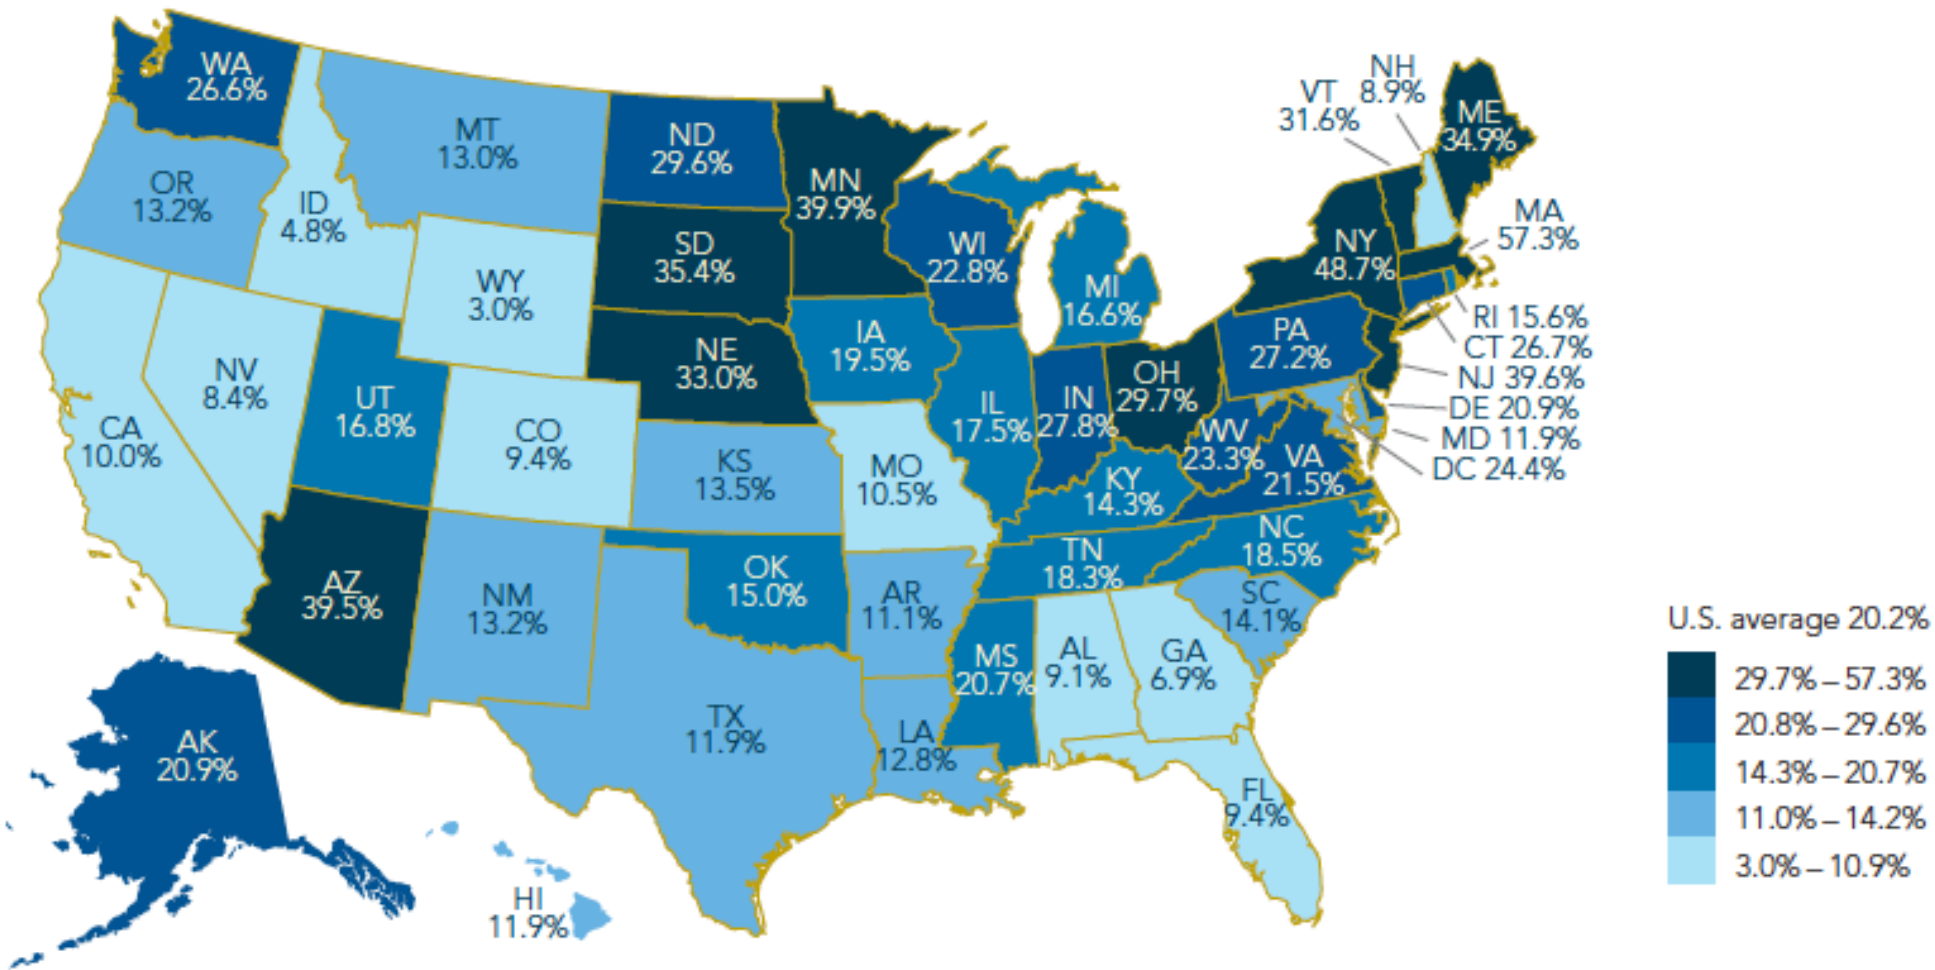 WA
26.6%
MT
13.0%
ND
29.6%
MN
39.9%
NH
8.9%
VT
31.6%
ME
34.9%
OR
13.2%
ID
4.8%
SD
35.4%
WI
22.8%
MA
57.3%
NY
48.7%
WY
3.0%
MI
16.6%
RI 15.6%
CT 26.7%
NJ 39.6%
DE 20.9%
MD 11.9%
DC 24.4%
NV
8.4%
UT
16.8%
NE
33.0%
IA
19.5%
PA
27.2%
OH
29.7%
IN
27.8%
IL
17.5%
CA
10.0%
CO
9.4%
KS
13.5%
MO
10.5%
WV
23.3%
VA
21.5%
KY
14.3%
NC
18.5%
TN
18.3%
AZ
39.5%
NM
13.2%
OK
15.0%
AR
11.1%
SC
14.1%
MS
20.7%
AL
9.1%
GA
6.9%
TX
11.9%
LA
12.8%
FL
9.4%
AK
20.9%
HI
11.9%
U.S. average 20.2%
29.7% – 57.3%
20.8% – 29.6%
14.3% – 20.7%
11.0% – 14.2%
3.0% – 10.9%